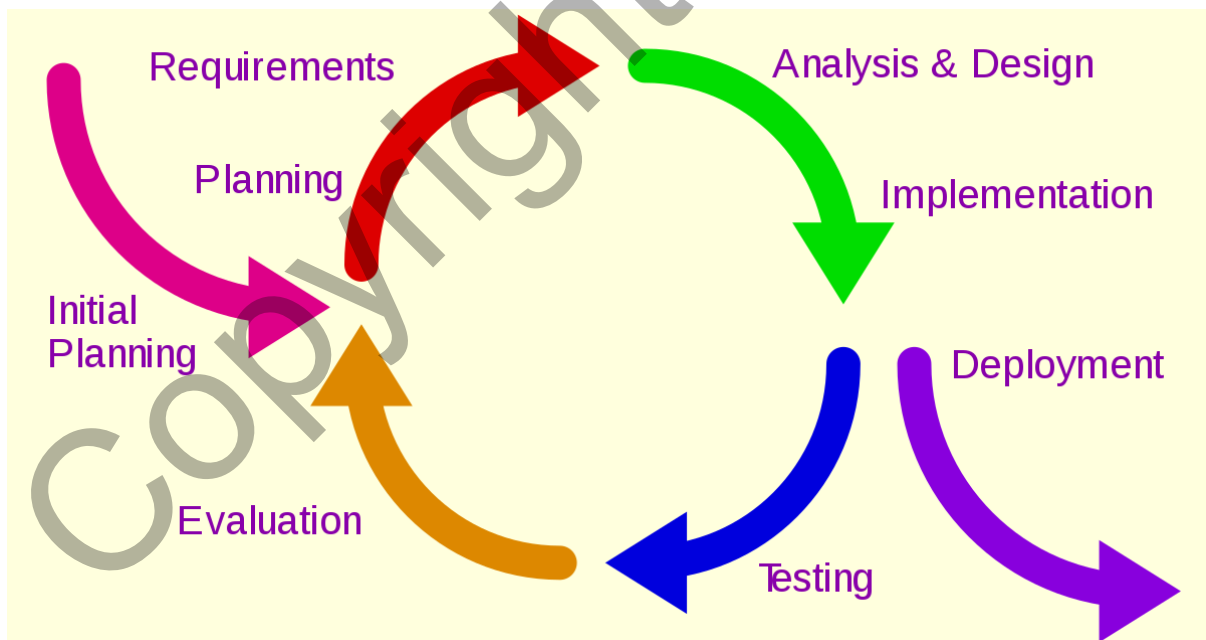 Requirements
Analysis & Design
Planning
Implementation
Initial
Planning
Deployment
Evaluation
Testing
Copyright